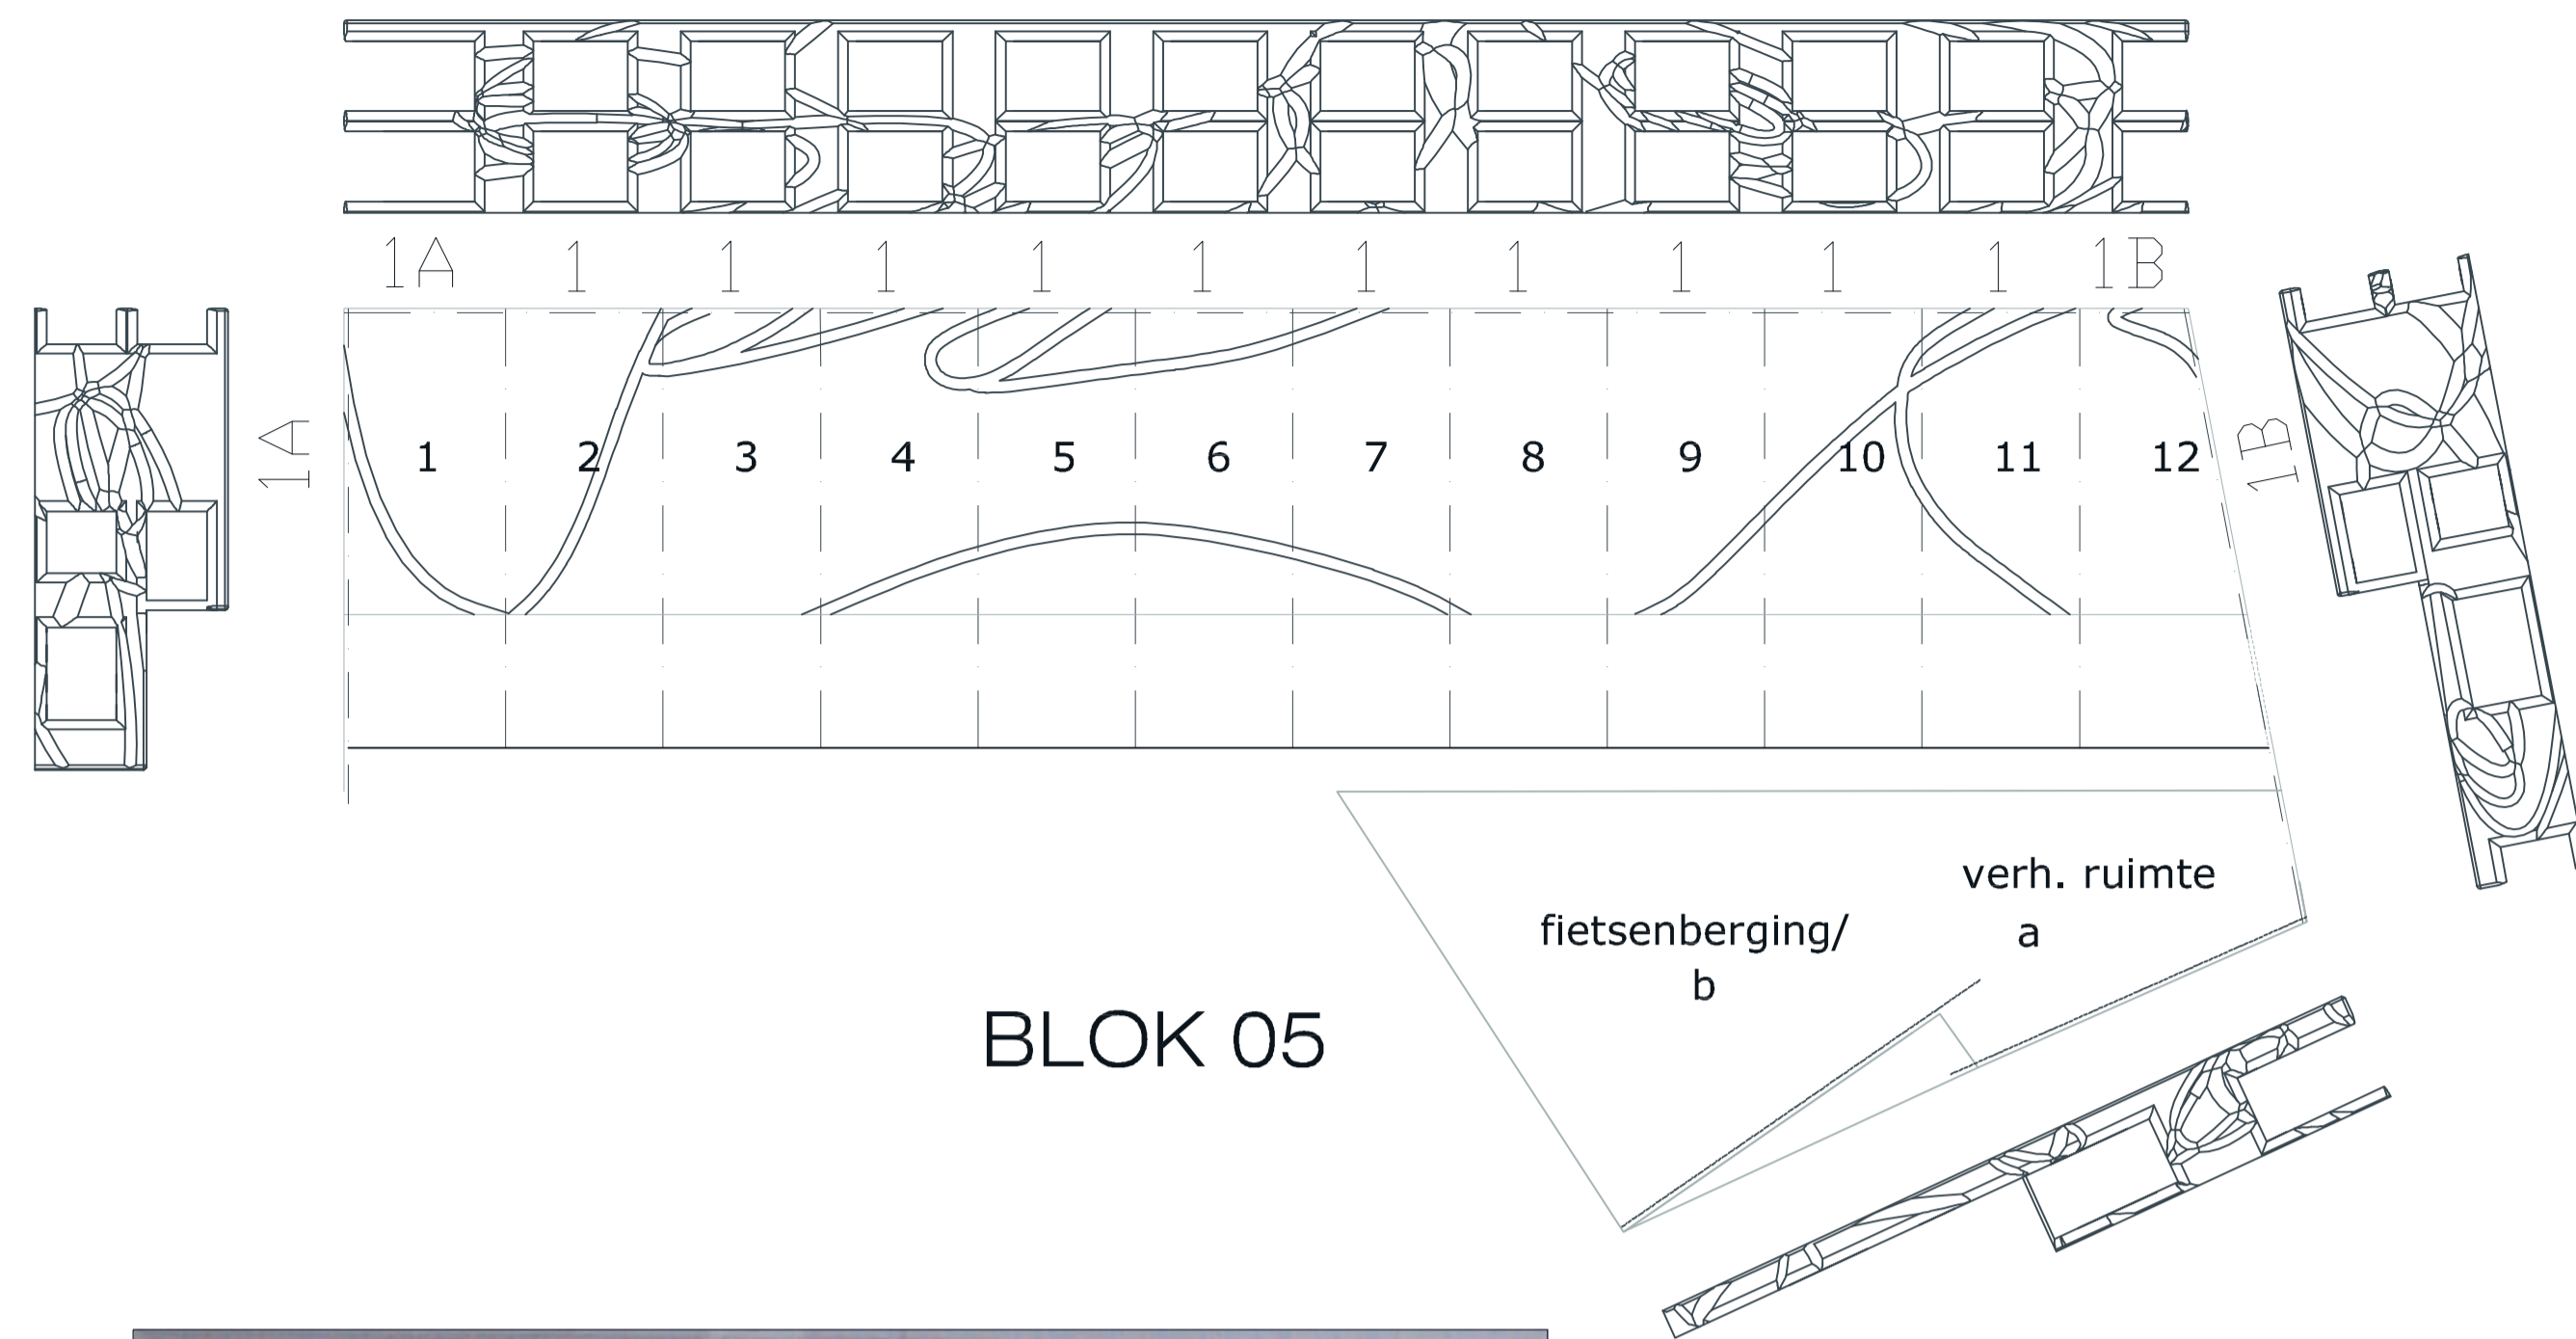 1A 1 1 1 1 1 1 1 1 1 1 1B
1A
1 2 3 4 5 6 7 8 9 10 11 12
1B
verh. ruimte
a
fietsenberging/
b
BLOK 05